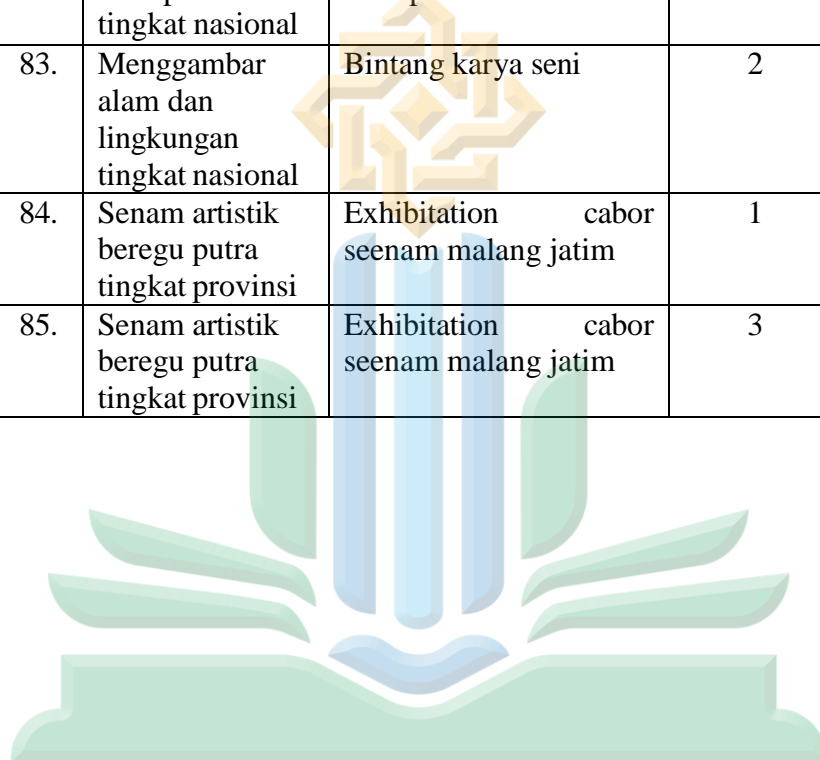 tingkat nasional
83. Menggambar Bintang karya seni 2
alam dan
lingkungan
tingkat nasional
84. Senam artistik Exhibitation cabor 1
beregu putra seenam malang jatim
tingkat provinsi
85. Senam artistik Exhibitation cabor 3
beregu putra seenam malang jatim
tingkat provinsi